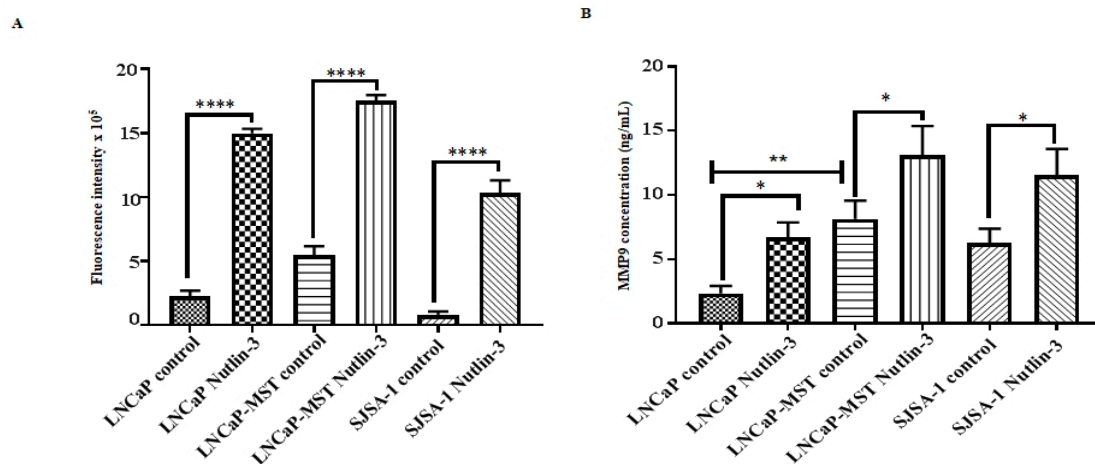 A
Fluorescence intensity x 10⁵
20
15
10
5
0
****
****
****
LNCaP control
LNCaP Nutlin-3
LNCaP-MST control
LNCaP-MST Nutlin-3
SJSA-1 control
SJSA-1 Nutlin-3
B
MMP9 concentration (ng/mL)
20
15
10
5
0
**
*
*
*
LNCaP control
LNCaP Nutlin-3
LNCaP-MST control
LNCaP-MST Nutlin-3
SJSA-1 control
SJSA-1 Nutlin-3